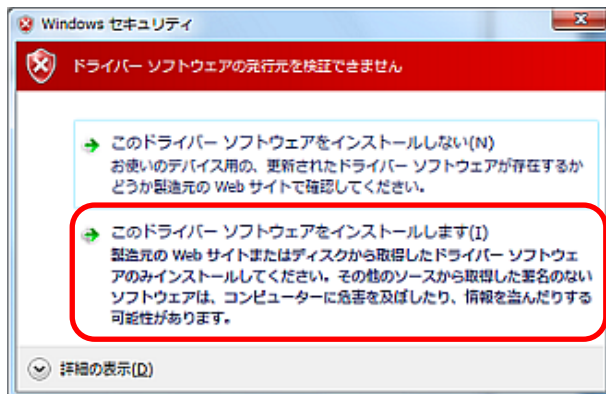 Windows セキュリティ
ドライバー ソフトウェアの発行元を検証できません
このドライバー ソフトウェアをインストールしない(N)
お使いのデバイス用の、更新されたドライバー ソフトウェアが存在するか
どうか製造元の Web サイトで確認してください。
このドライバー ソフトウェアをインストールします(I)
製造元の Web サイトまたはディスクから取得したドライバー ソフトウェ
アのみインストールしてください。その他のソースから取得した署名のない
ソフトウェアは、コンピューターに危害を及ぼしたり、情報を盗んだりする
可能性があります。
詳細の表示(D)